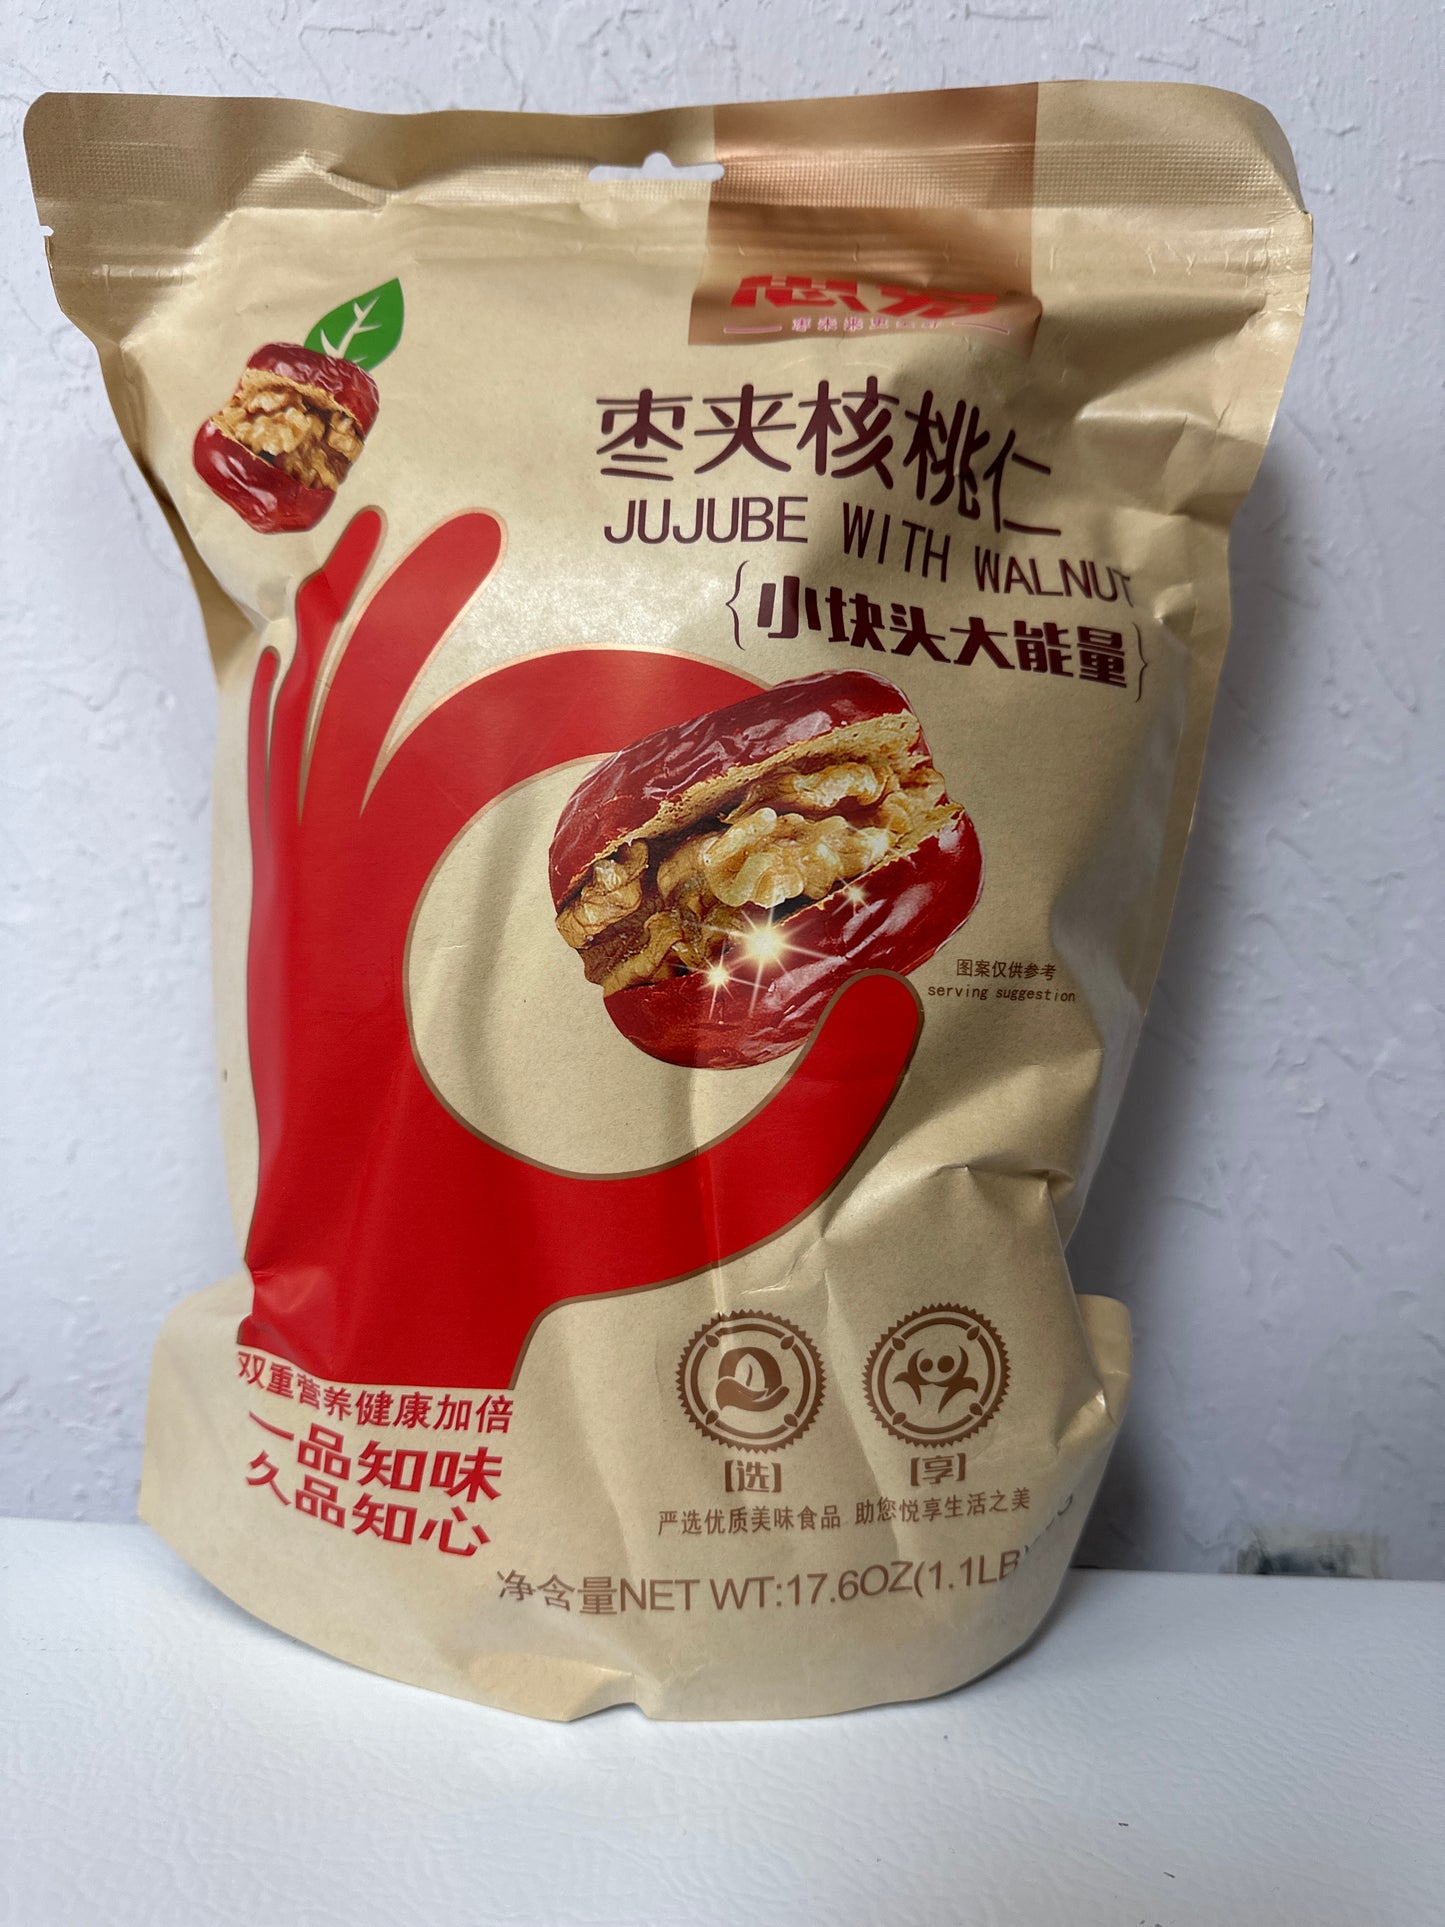 枣夹核桃仁
JUJUBE WITH WALNUT
{小块头大能量}
图案仅供参考
serving suggestion
双重营养健康加倍
一品知味
久品知心
[选]
[享]
严选优质美味食品 助您悦享生活之美
净含量NET WT:17.6OZ(1.1LB)